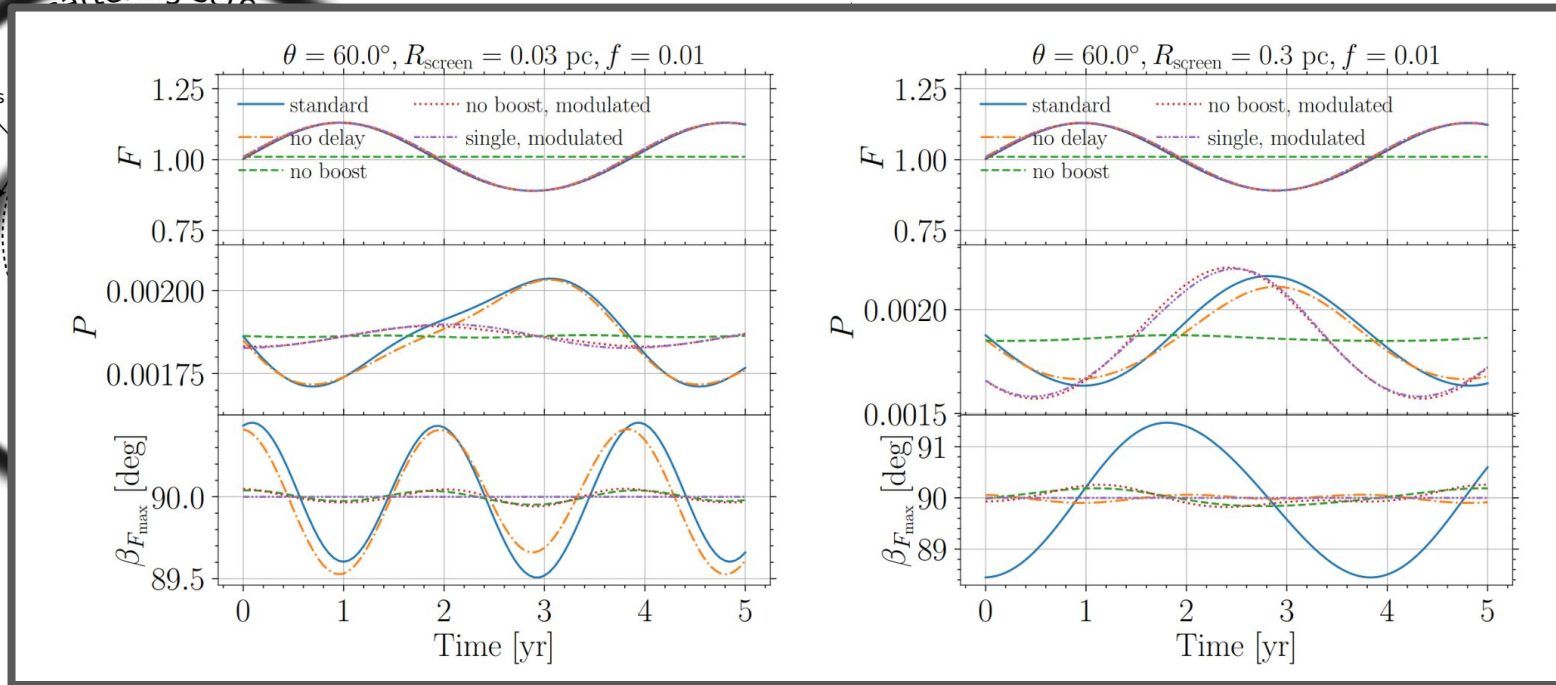 θ = 60.0°, R_screen = 0.03 pc, f = 0.01
1.25
1.00
0.75
F
standard
no delay
no boost
no boost, modulated
single, modulated
0.00200
0.00175
P
90.0
89.5
β_F_max [deg]
0 1 2 3 4 5
Time [yr]
θ = 60.0°, R_screen = 0.3 pc, f = 0.01
1.25
1.00
0.75
F
standard
no delay
no boost
no boost, modulated
single, modulated
0.0020
0.0015
P
91
90
89
β_F_max [deg]
0 1 2 3 4 5
Time [yr]